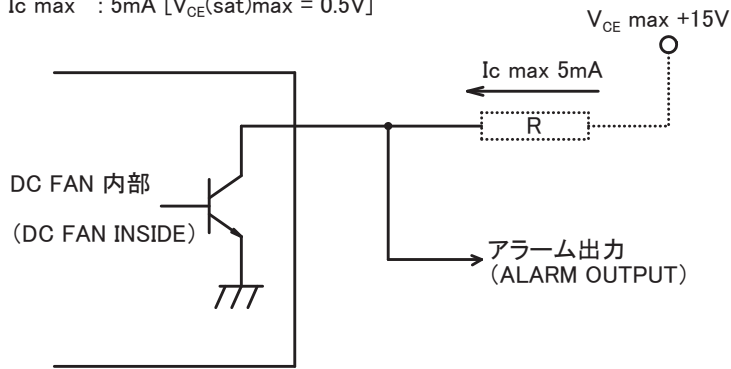 Ic max : 5mA [VCE(sat)max = 0.5V]
VCE max +15V
Ic max 5mA
R
DC FAN 内部
(DC FAN INSIDE)
アラーム出力
(ALARM OUTPUT)